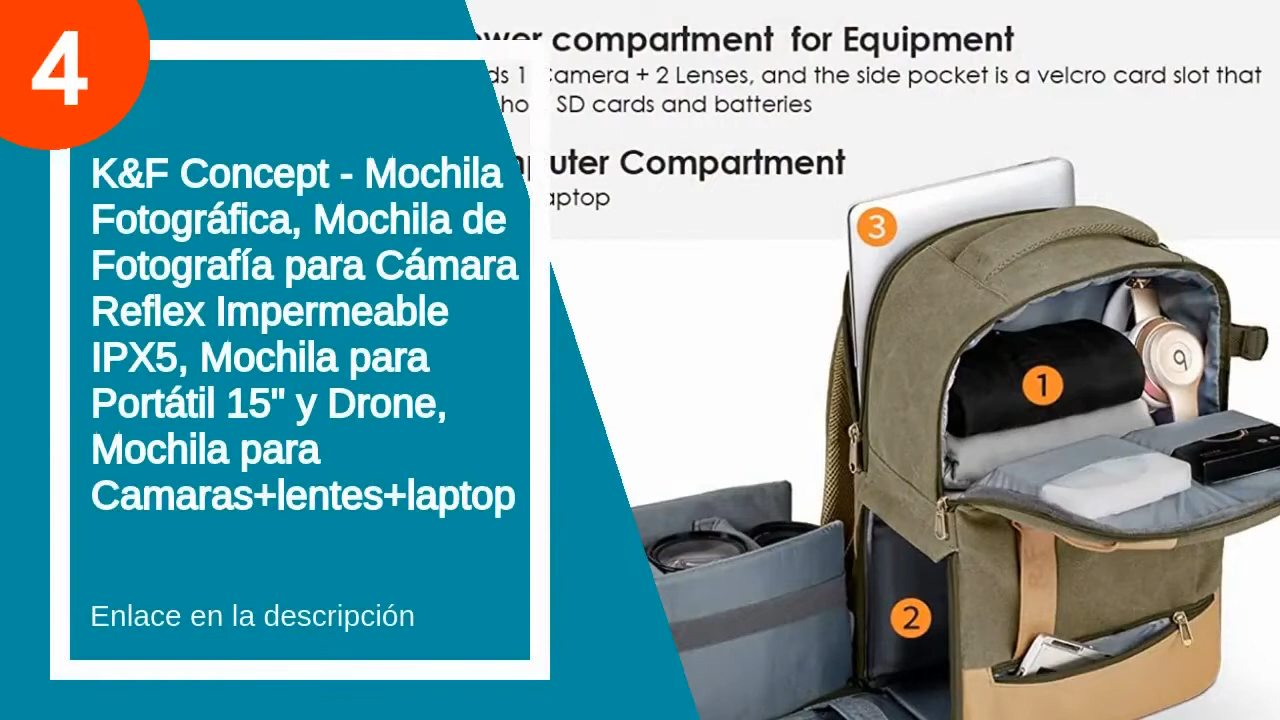 4
compartment for Equipment
1 Camera + 2 Lenses, and the side pocket is a velcro card slot that
SD cards and batteries
Compartment
K&F Concept - Mochila
Fotográfica, Mochila de
Fotografía para Cámara
Reflex Impermeable
IPX5, Mochila para
Portátil 15" y Drone,
Mochila para
Camaras+lentes+laptop
Enlace en la descripción
3
1
2